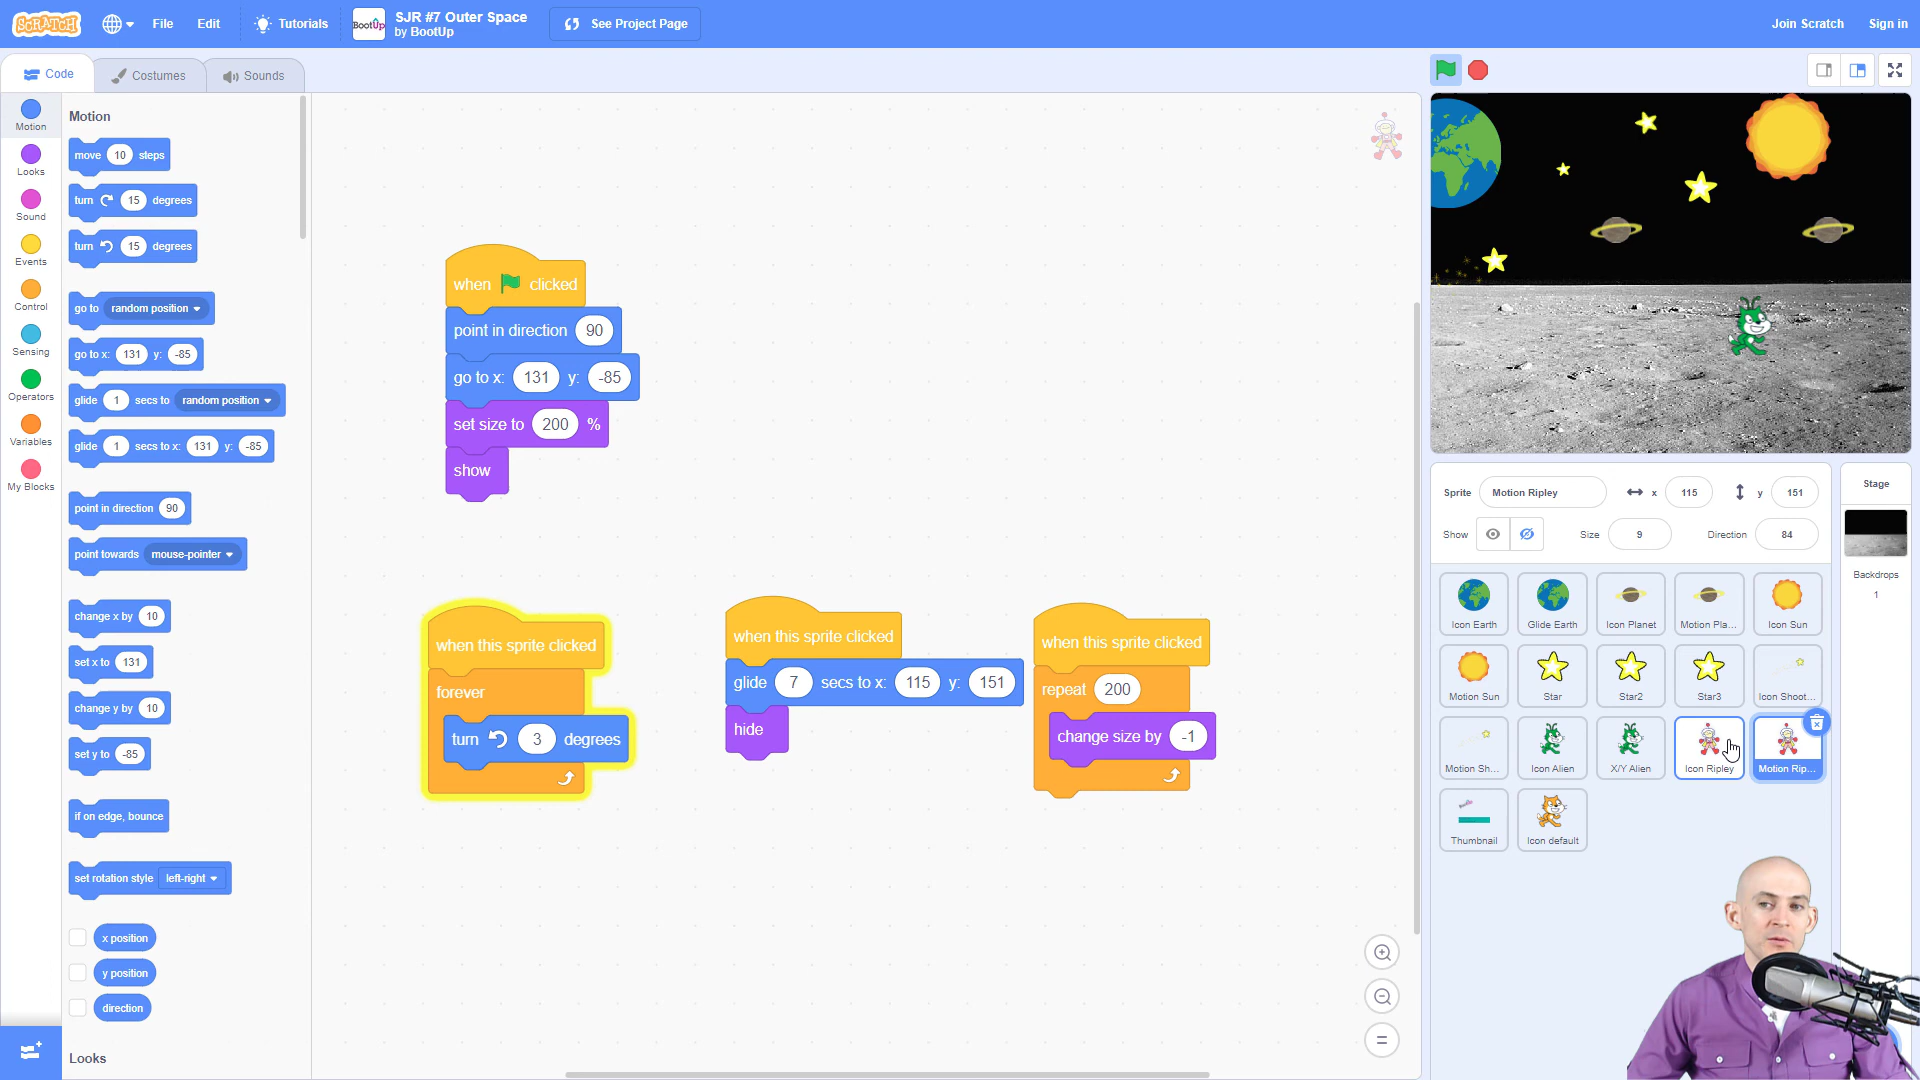 SCRATCH
File
Edit
Tutorials
BootUp
SJR #7 Outer Space
by BootUp
See Project Page
Join Scratch
Sign in
Code
Costumes
Sounds
Motion
Looks
Sound
Events
Control
Sensing
Operators
Variables
My Blocks
Motion
move 10 steps
turn 15 degrees
turn 15 degrees
go to random position
go to x: 131 y: -85
glide 1 secs to random position
glide 1 secs to x: 131 y: -85
point in direction 90
point towards mouse-pointer
change x by 10
set x to 131
change y by 10
set y to -85
if on edge, bounce
set rotation style left-right
x position
y position
direction
Looks
when clicked
point in direction 90
go to x: 131 y: -85
set size to 200 %
show
when this sprite clicked
forever
turn 3 degrees
when this sprite clicked
glide 7 secs to x: 115 y: 151
hide
when this sprite clicked
repeat 200
change size by -1
Sprite Motion Ripley x 115 y 151
Show Size 9 Direction 84
Icon Earth
Glide Earth
Icon Planet
Motion Pla...
Icon Sun
Motion Sun
Star
Star2
Star3
Icon Shoot...
Motion Sh...
Icon Alien
X/Y Alien
Icon Ripley
Motion Rip...
Thumbnail
Icon default
Stage
Backdrops
1